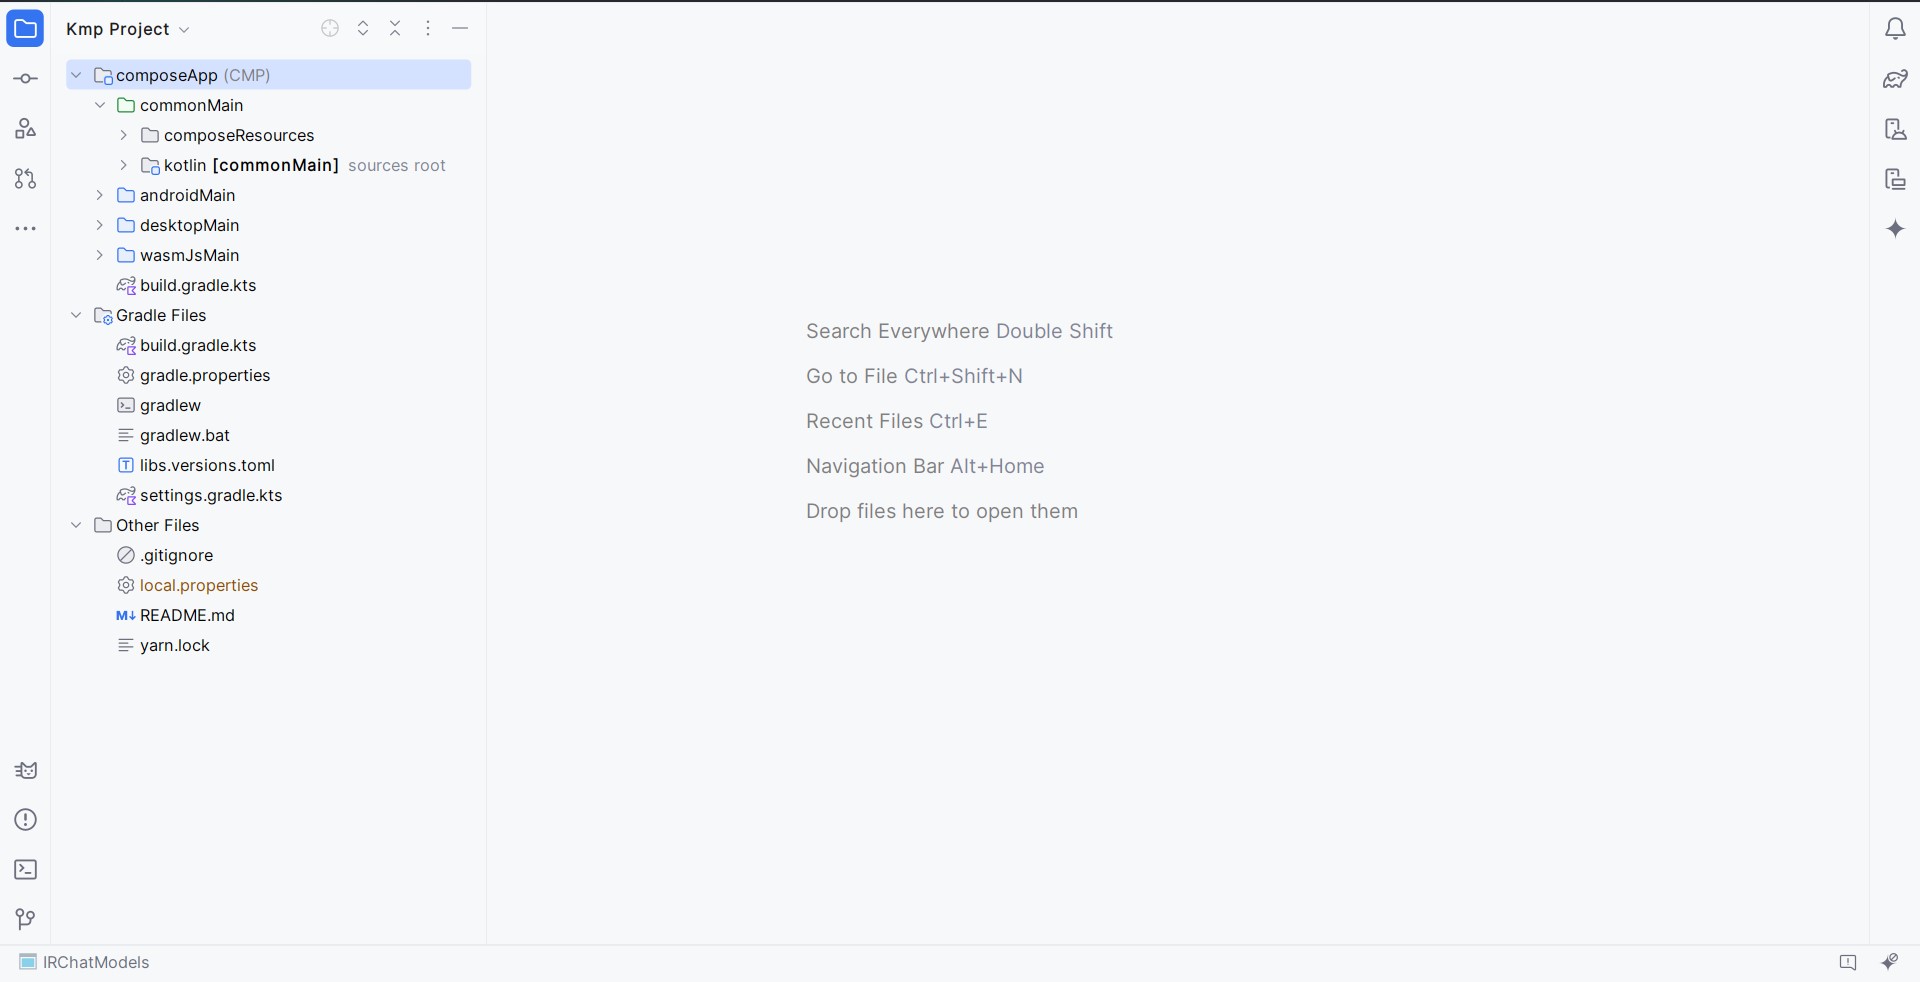 Kmp Project
composeApp (CMP)
commonMain
composeResources
kotlin [commonMain] sources root
androidMain
desktopMain
wasmJsMain
build.gradle.kts
Gradle Files
build.gradle.kts
gradle.properties
gradlew
gradlew.bat
libs.versions.toml
settings.gradle.kts
Other Files
.gitignore
local.properties
README.md
yarn.lock
Search Everywhere Double Shift
Go to File Ctrl+Shift+N
Recent Files Ctrl+E
Navigation Bar Alt+Home
Drop files here to open them
IRChatModels